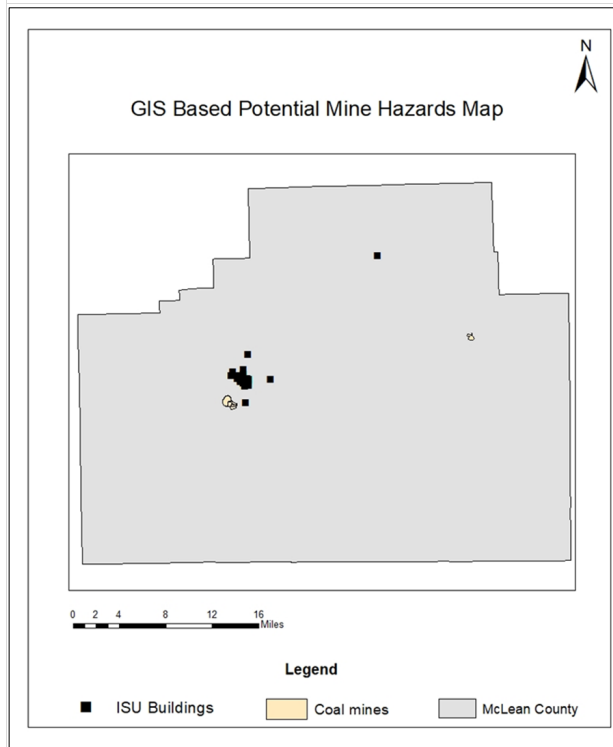 N
GIS Based Potential Mine Hazards Map
0 2 4 8 12 16
Miles
Legend
ISU Buildings Coal mines McLean County